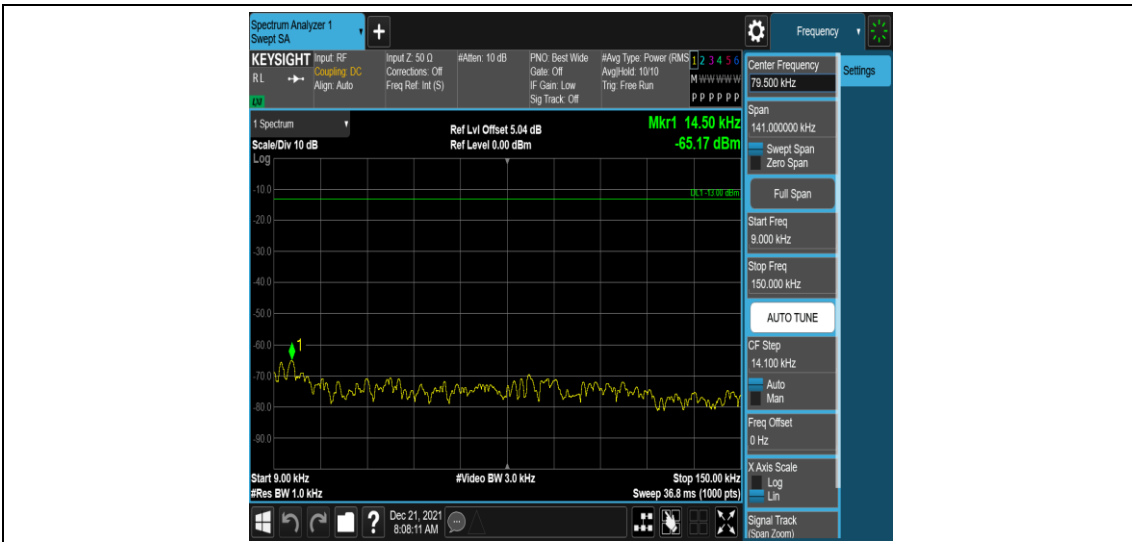 Spectrum Analyzer 1
Swept SA
Frequency
KEYSIGHT
RL
LXI
Input: RF
Coupling: DC
Align: Auto
Input Z: 50 Ω
Corrections: Off
Freq Ref: Int (S)
#Atten: 10 dB
PNO: Best Wide
Gate: Off
IF Gain: Low
Sig Track: Off
#Avg Type: Power (RMS
Avg|Hold: 10/10
Trig: Free Run
1 2 3 4 5 6
M W W W W W
P P P P P P
Center Frequency
79.500 kHz
Settings
1 Spectrum
Ref Lvl Offset 5.04 dB
Mkr1 14.50 kHz
Scale/Div 10 dB
Ref Level 0.00 dBm
-65.17 dBm
Log
-10.0
DL1 -13.00 dBm
-20.0
-30.0
-40.0
-50.0
-60.0
1
-70.0
-80.0
-90.0
Start 9.00 kHz
#Video BW 3.0 kHz
Stop 150.00 kHz
#Res BW 1.0 kHz
Sweep 36.8 ms (1000 pts)
Span
141.000000 kHz
Swept Span
Zero Span
Full Span
Start Freq
9.000 kHz
Stop Freq
150.000 kHz
AUTO TUNE
CF Step
14.100 kHz
Auto
Man
Freq Offset
0 Hz
X Axis Scale
Log
Lin
Signal Track
(Span Zoom)
?
Dec 21, 2021
8:08:11 AM